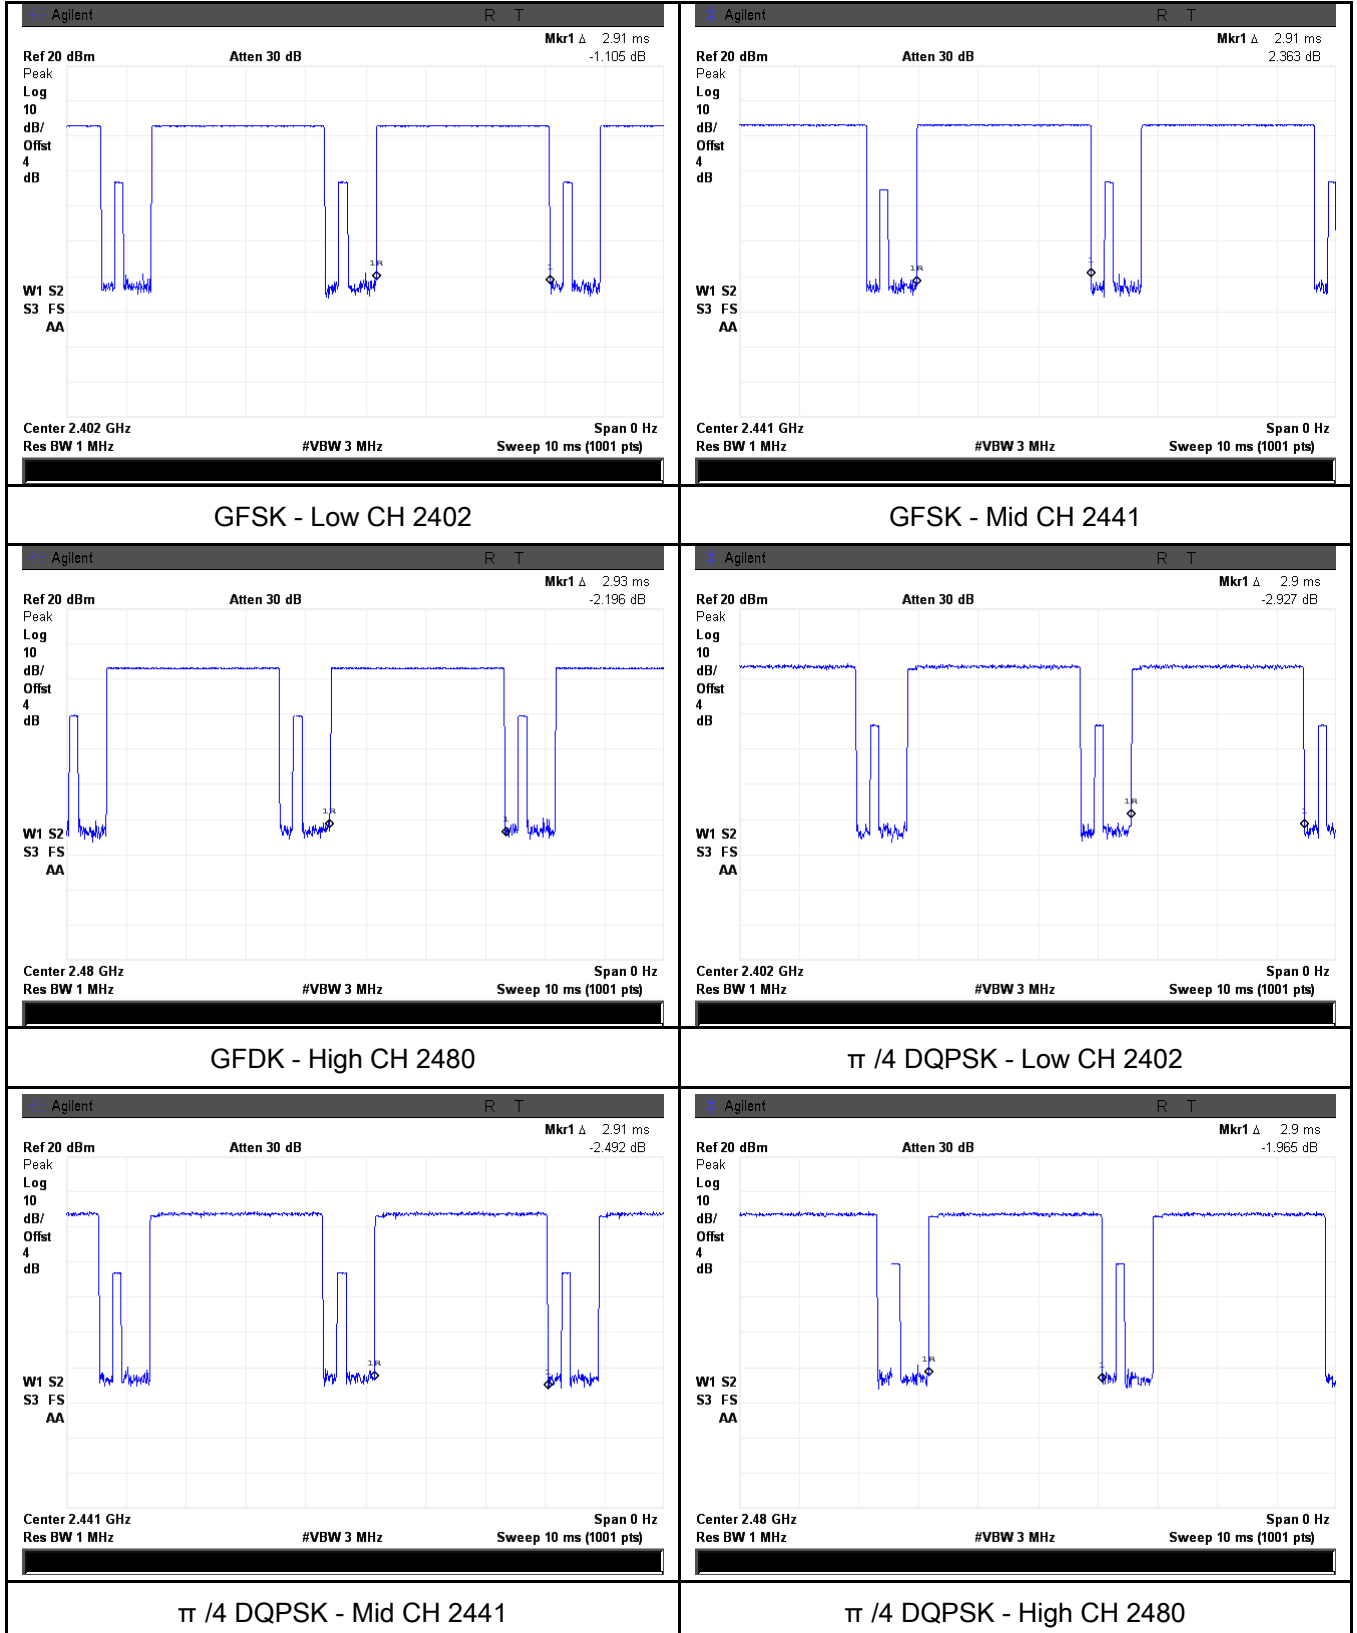 Agilent R T
Mkr1 Δ 2.91 ms
Ref 20 dBm Atten 30 dB -1.105 dB
Peak
Log
10
dB/
Offst
4
dB
1R
1
W1 S2
S3 FS
AA
Center 2.402 GHz Span 0 Hz
Res BW 1 MHz #VBW 3 MHz Sweep 10 ms (1001 pts)
GFSK - Low CH 2402
Agilent R T
Mkr1 Δ 2.91 ms
Ref 20 dBm Atten 30 dB 2.363 dB
Peak
Log
10
dB/
Offst
4
dB
1R
1
W1 S2
S3 FS
AA
Center 2.441 GHz Span 0 Hz
Res BW 1 MHz #VBW 3 MHz Sweep 10 ms (1001 pts)
GFSK - Mid CH 2441
Agilent R T
Mkr1 Δ 2.93 ms
Ref 20 dBm Atten 30 dB -2.196 dB
Peak
Log
10
dB/
Offst
4
dB
1R
1
W1 S2
S3 FS
AA
Center 2.48 GHz Span 0 Hz
Res BW 1 MHz #VBW 3 MHz Sweep 10 ms (1001 pts)
GFDK - High CH 2480
Agilent R T
Mkr1 Δ 2.9 ms
Ref 20 dBm Atten 30 dB -2.927 dB
Peak
Log
10
dB/
Offst
4
dB
1R
1
W1 S2
S3 FS
AA
Center 2.402 GHz Span 0 Hz
Res BW 1 MHz #VBW 3 MHz Sweep 10 ms (1001 pts)
π /4 DQPSK - Low CH 2402
Agilent R T
Mkr1 Δ 2.91 ms
Ref 20 dBm Atten 30 dB -2.492 dB
Peak
Log
10
dB/
Offst
4
dB
1R
1
W1 S2
S3 FS
AA
Center 2.441 GHz Span 0 Hz
Res BW 1 MHz #VBW 3 MHz Sweep 10 ms (1001 pts)
π /4 DQPSK - Mid CH 2441
Agilent R T
Mkr1 Δ 2.9 ms
Ref 20 dBm Atten 30 dB -1.965 dB
Peak
Log
10
dB/
Offst
4
dB
1R
1
W1 S2
S3 FS
AA
Center 2.48 GHz Span 0 Hz
Res BW 1 MHz #VBW 3 MHz Sweep 10 ms (1001 pts)
π /4 DQPSK - High CH 2480